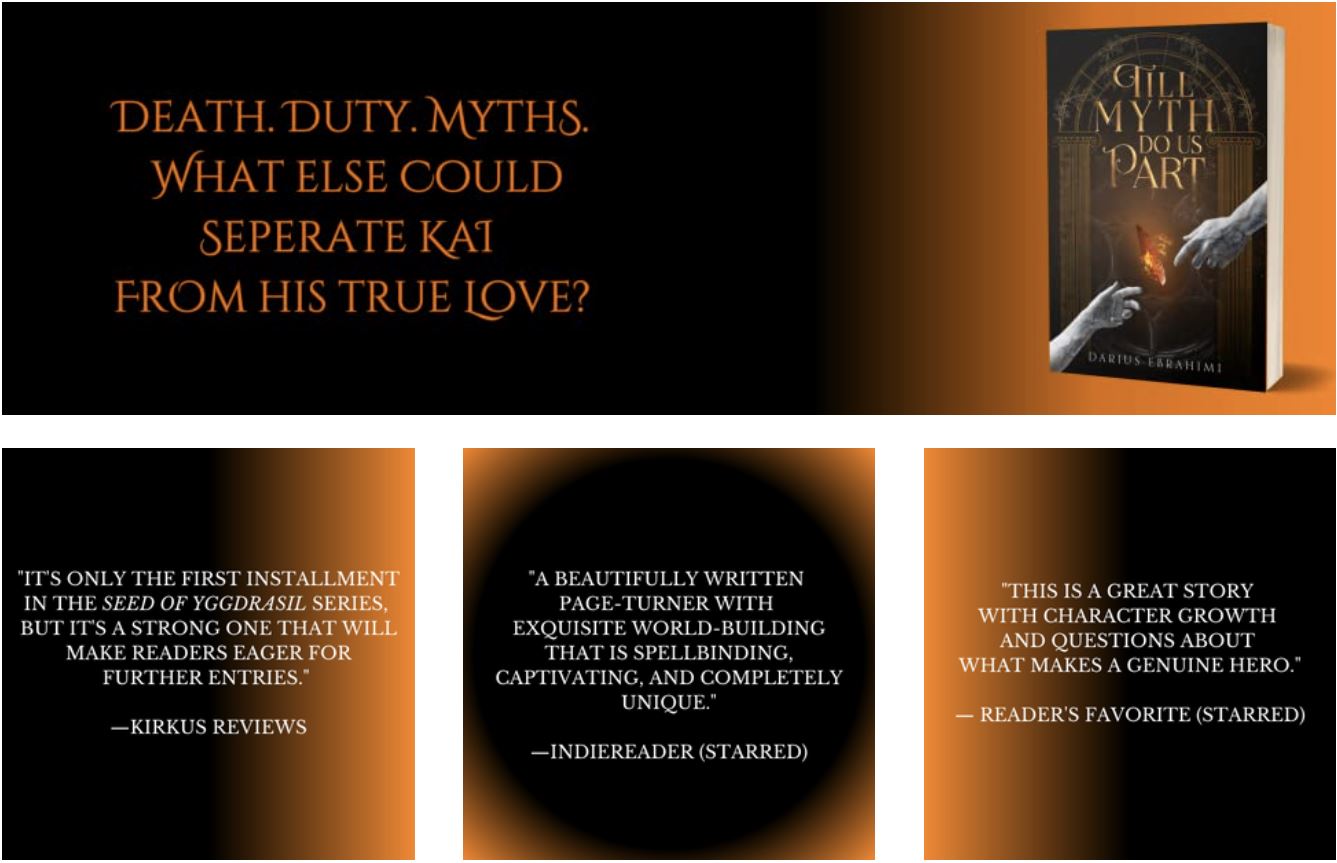 DEATH. DUTY. MYTHS.
WHAT ELSE COULD
SEPERATE KAI
FROM HIS TRUE LOVE?
TILL
MYTH
DO US
PART
DARIUS EBRAHIMI
"IT'S ONLY THE FIRST INSTALLMENT
IN THE SEED OF YGGDRASIL SERIES,
BUT IT'S A STRONG ONE THAT WILL
MAKE READERS EAGER FOR
FURTHER ENTRIES."
—KIRKUS REVIEWS
"A BEAUTIFULLY WRITTEN
PAGE-TURNER WITH
EXQUISITE WORLD-BUILDING
THAT IS SPELLBINDING,
CAPTIVATING, AND COMPLETELY
UNIQUE."
—INDIEREADER (STARRED)
"THIS IS A GREAT STORY
WITH CHARACTER GROWTH
AND QUESTIONS ABOUT
WHAT MAKES A GENUINE HERO."
— READER'S FAVORITE (STARRED)